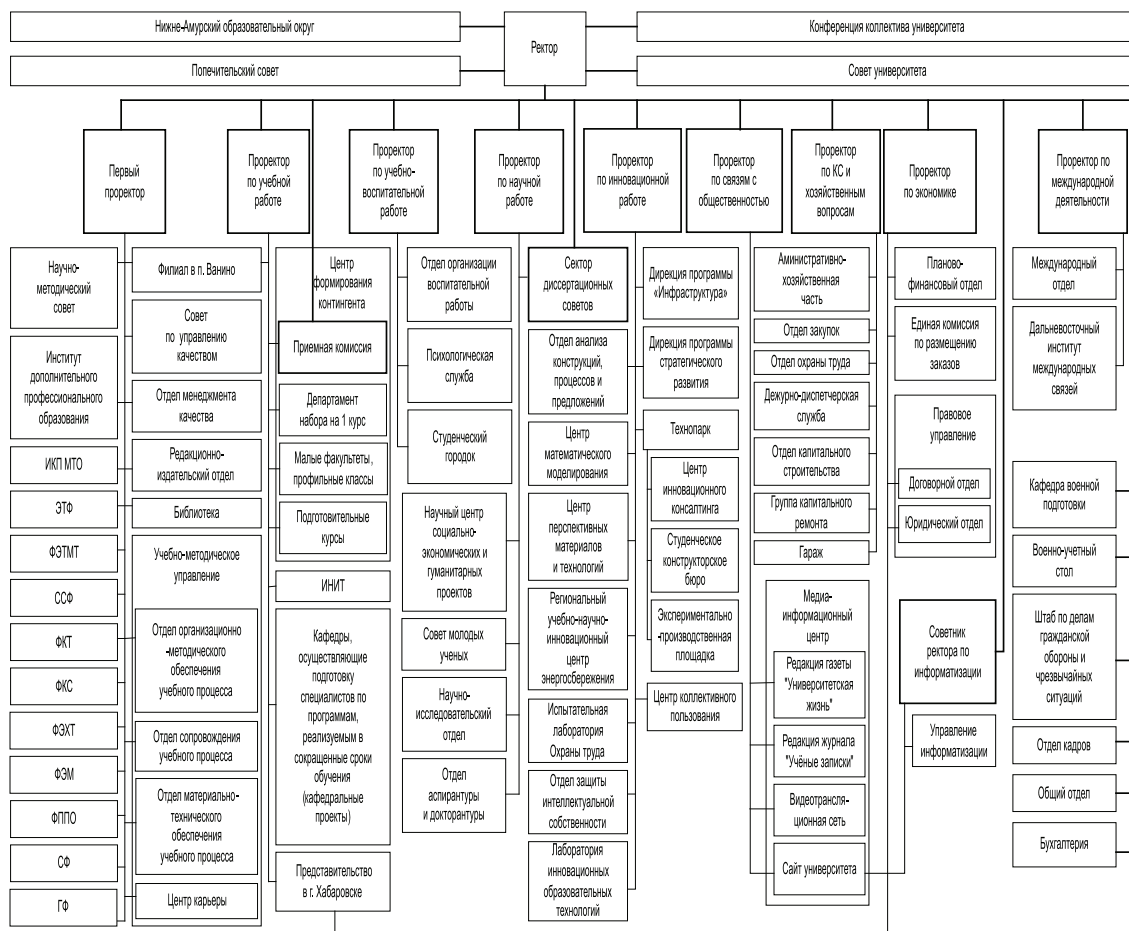 Нижне-Амурский образовательный округ
Ректор
Конференция коллектива университета
Попечительский совет
Совет университета
Первый
проректор
Проректор
по учебной
работе
Проректор
по учебно-
воспитательной
работе
Проректор
по научной
работе
Проректор
по инновационной
работе
Проректор
по связям с
общественностью
Проректор
по КС и
хозяйственным
вопросам
Проректор
по экономике
Проректор по
международной
деятельности
Научно-
методический
совет
Институт
дополнительного
профессионального
образования
ИКП МТО
ЭТФ
ФЭТМТ
ССФ
ФКТ
ФКС
ФЭХТ
ФЭМ
ФППО
СФ
ГФ
Филиал в п. Ванино
Совет
по управлению
качеством
Отдел менеджмента
качества
Редакционно-
издательский отдел
Библиотека
Учебно-методическое
управление
Отдел организационно
-методического
обеспечения
учебного процесса
Отдел сопровождения
учебного процесса
Отдел материально-
технического
обеспечения
учебного процесса
Центр карьеры
Центр
формирования
контингента
Приемная комиссия
Департамент
набора на 1 курс
Малые факультеты,
профильные классы
Подготовительные
курсы
ИНИТ
Кафедры,
осуществляющие
подготовку
специалистов по
программам,
реализуемым в
сокращенные сроки
обучения
(кафедральные
проекты)
Представительство
в г. Хабаровске
Отдел организации
воспитательной
работы
Психологическая
служба
Студенческий
городок
Научный центр
социально-
экономических и
гуманитарных
проектов
Совет молодых
ученых
Научно-
исследовательский
отдел
Отдел
аспирантуры
и докторантуры
Сектор
диссертационных
советов
Отдел анализа
конструкций,
процессов и
предложений
Центр
математического
моделирования
Центр
перспективных
материалов
и технологий
Региональный
учебно-научно-
инновационный
центр
энергосбережения
Испытательная
лаборатория
Охраны труда
Отдел защиты
интеллектуальной
собственности
Лаборатория
инновационных
образовательных
технологий
Дирекция программы
«Инфраструктура»
Дирекция программы
стратегического
развития
Технопарк
Центр
инновационного
консалтинга
Студенческое
конструкторское
бюро
Экспериментально
-производственная
площадка
Центр коллективного
пользования
Аминистративно-
хозяйственная
часть
Отдел закупок
Отдел охраны труда
Дежурно-диспетчерская
служба
Отдел капитального
строительства
Группа капитального
ремонта
Гараж
Медиа-
информационный
центр
Редакция газеты
"Университетская
жизнь"
Редакция журнала
"Учёные записки"
Видеотрансля-
ционная сеть
Сайт университета
Планово-
финансовый отдел
Единая комиссия
по размещению
заказов
Правовое
управление
Договорной отдел
Юридический отдел
Советник
ректора по
информатизации
Управление
информатизации
Международный
отдел
Дальневосточный
институт
международных
связей
Кафедра военной
подготовки
Военно-учетный
стол
Штаб по делам
гражданской
обороны и
чрезвычайных
ситуаций
Отдел кадров
Общий отдел
Бухгалтерия